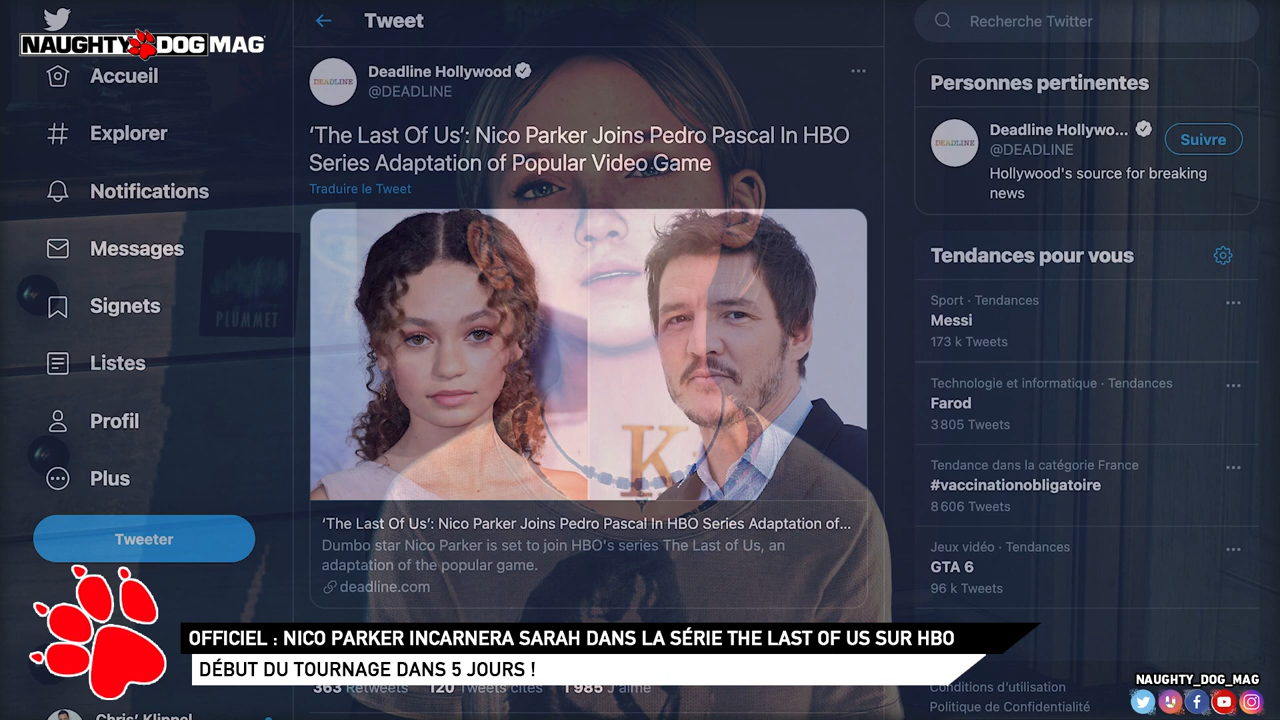 NAUGHTY DOG MAG
Accueil
Explorer
Notifications
Messages
Signets
Listes
Profil
Plus
Tweeter
Tweet
DEADLINE
Deadline Hollywood
@DEADLINE
‘The Last Of Us’: Nico Parker Joins Pedro Pascal In HBO
Series Adaptation of Popular Video Game
Traduire le Tweet
PLUMMET
K
‘The Last Of Us’: Nico Parker Joins Pedro Pascal In HBO Series Adaptation of...
Dumbo star Nico Parker is set to join HBO's series The Last of Us, an
adaptation of the popular game.
deadline.com
363 Retweets 120 Tweets cités 1 985 J'aime
Recherche Twitter
Personnes pertinentes
DEADLINE
Deadline Hollywo...
@DEADLINE
Suivre
Hollywood's source for breaking
news
Tendances pour vous
Sport · Tendances
Messi
173 k Tweets
Technologie et informatique · Tendances
Farod
3 805 Tweets
Tendance dans la catégorie France
#vaccinationobligatoire
8 606 Tweets
Jeux vidéo · Tendances
GTA 6
96 k Tweets
Conditions d’utilisation
Politique de Confidentialité
OFFICIEL : NICO PARKER INCARNERA SARAH DANS LA SÉRIE THE LAST OF US SUR HBO
DÉBUT DU TOURNAGE DANS 5 JOURS !
Chris' Klippel
NAUGHTY_DOG_MAG